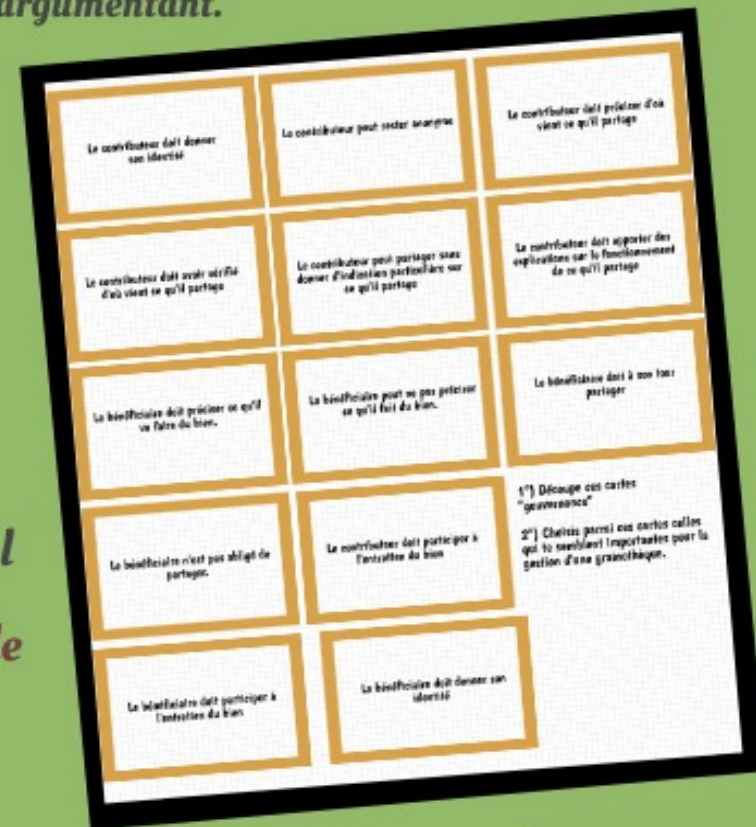 argumentant.
Le contributeur doit donner
son identité
Le contributeur peut rester anonyme
Le contributeur doit préciser d'où
vient ce qu'il partage
Le contributeur doit avoir vérifié
d'où vient ce qu'il partage
Le contributeur peut partager sans
donner d'indication particulière sur
ce qu'il partage
Le contributeur doit apporter des
explications sur le fonctionnement
de ce qu'il partage
Le bénéficiaire doit préciser ce qu'il
va faire du bien.
Le bénéficiaire peut ne pas préciser
ce qu'il fait du bien.
Le bénéficiaire doit à son tour
partager
Le bénéficiaire n'est pas obligé de
partager.
Le contributeur doit participer à
l'entretien du bien
1°) Découpe ces cartes
"gouvernance"
2°) Choisis parmi ces cartes celles
qui te semblent importantes pour la
gestion d'une grainothèque.
Le bénéficiaire doit participer à
l'entretien du bien
Le bénéficiaire doit donner son
identité